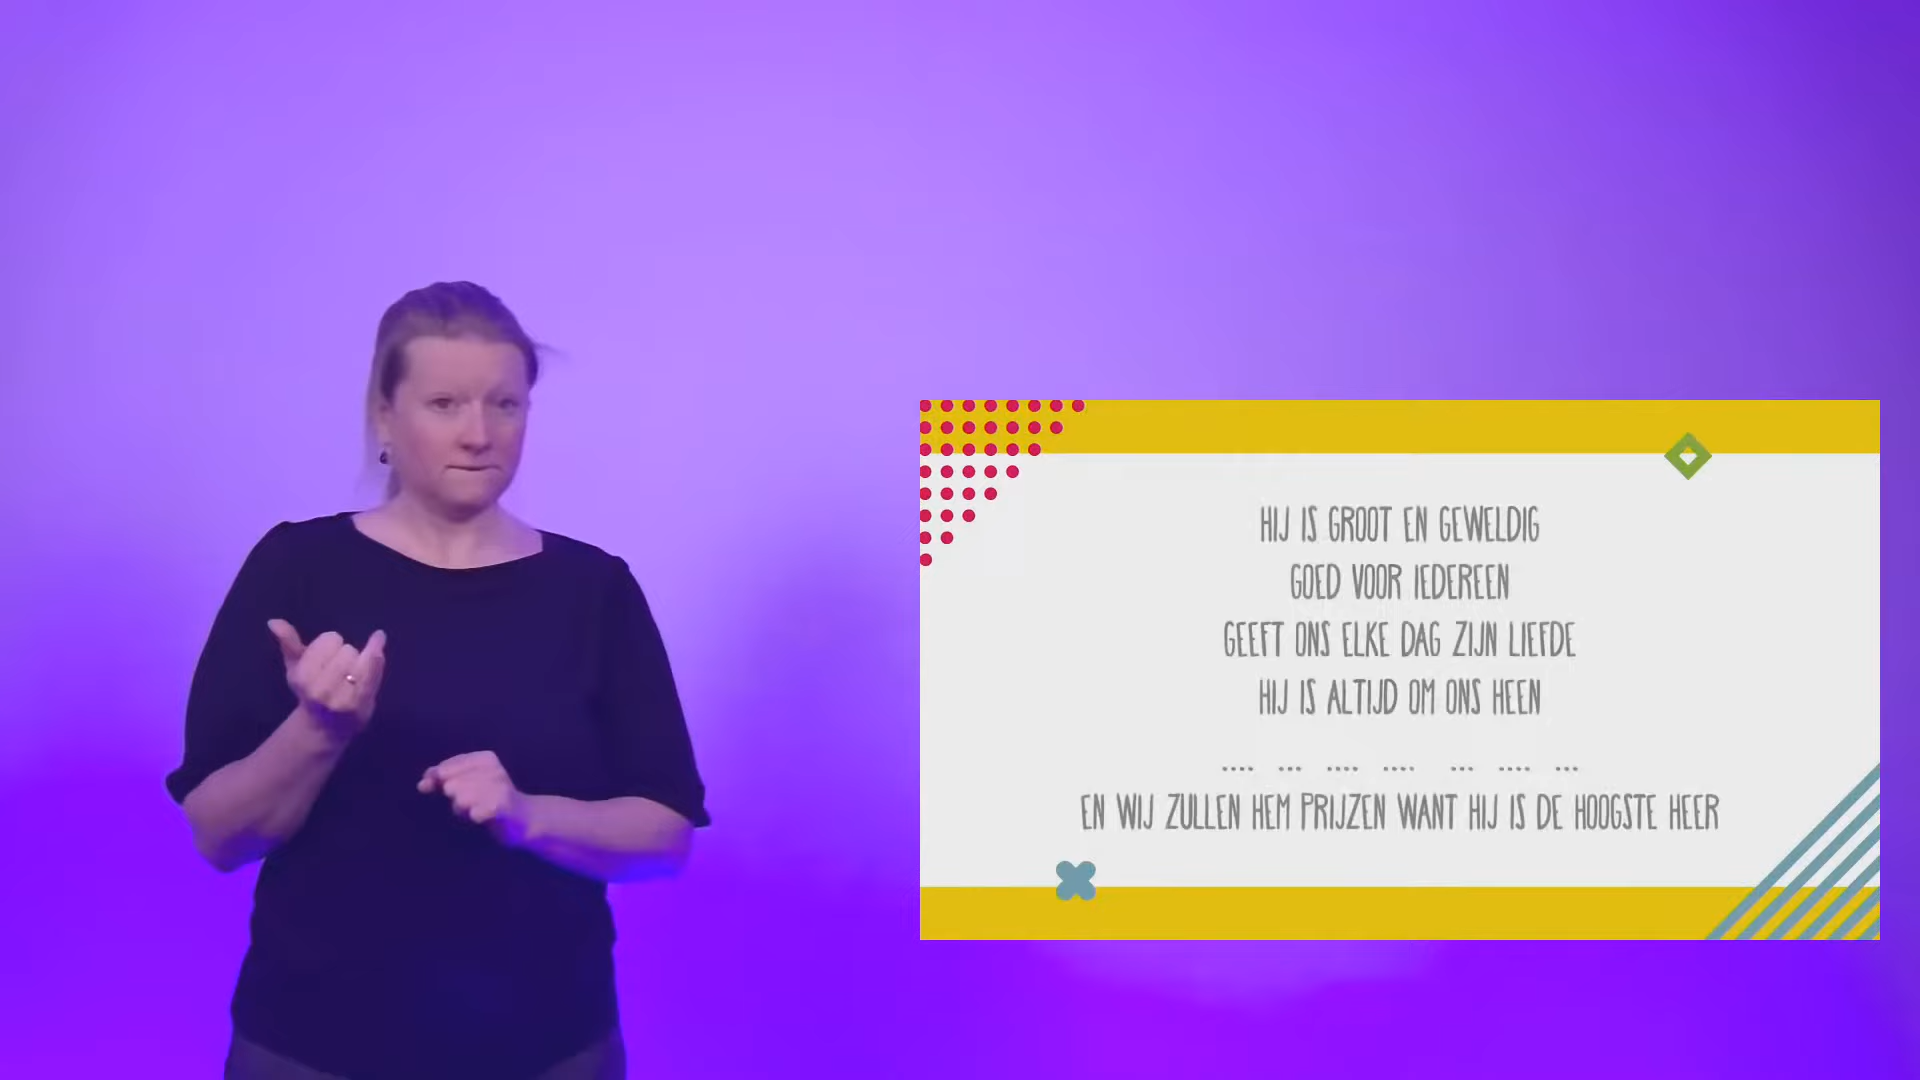 HIJ IS GROOT EN GEWELDIG
GOED VOOR IEDEREEN
GEEFT ONS ELKE DAG ZIJN LIEFDE
HIJ IS ALTIJD OM ONS HEEN
.... ... .... .... ... .... ...
EN WIJ ZULLEN HEM PRIJZEN WANT HIJ IS DE HOOGSTE HEER